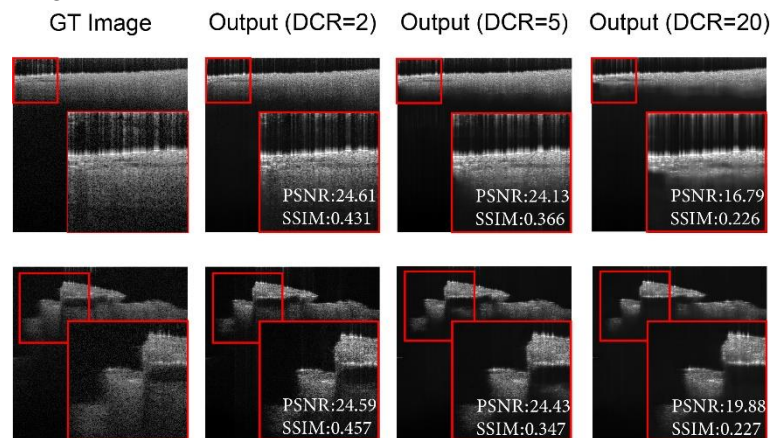 GT Image Output (DCR=2) Output (DCR=5) Output (DCR=20)
PSNR:24.61 PSNR:24.13 PSNR:16.79
SSIM:0.431 SSIM:0.366 SSIM:0.226
PSNR:24.59 PSNR:24.43 PSNR:19.88
SSIM:0.457 SSIM:0.347 SSIM:0.227